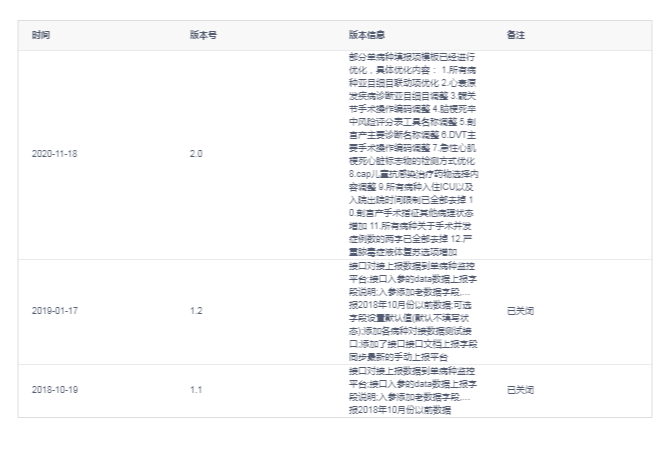 时间 版本号 版本信息 备注
部分单病种填报项模板已经进行
优化，具体优化内容： 1.所有病
种亚目细目联动项优化 2.心衰原
发疾病诊断亚目细目调整 3.髋关
节手术操作编码调整 4.脑梗死卒
中风险评分表工具名称调整 5.剖
宫产主要诊断名称调整 6.DVT主
要手术操作编码调整 7.急性心肌
梗死心脏标志物的检测方式优化
8.cap儿童抗感染治疗药物选择内
容调整 9.所有病种入住ICU以及
入院出院时间限制已全部去掉 1
0.剖宫产手术指征其他病理状态
增加 11.所有病种关于手术并发
症例数的两字已全部去掉 12.严
重脓毒症液体复苏选项增加
2020-11-18 2.0
接口对接上报数据到单病种监控
平台;接口入参的data数据上报字
段说明;入参添加老数据字段,...
报2018年10月份以前数据;可选
字段设置默认值(默认不填写状
态);添加各病种对接数据测试接
口;添加了接口接口文档上报字段
同步最新的手动上报平台
2019-01-17 1.2 已关闭
接口对接上报数据到单病种监控
平台;接口入参的data数据上报字
段说明;入参添加老数据字段,...
报2018年10月份以前数据
2018-10-19 1.1 已关闭